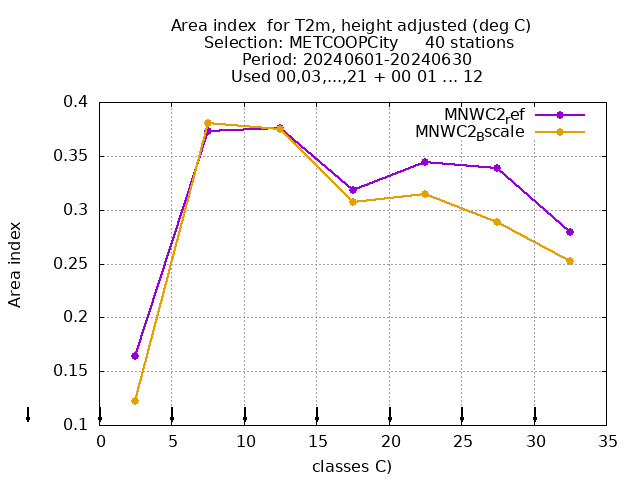 Area index  for T2m, height adjusted (deg C)
Selection: METCOOPCity     40 stations
Period: 20240601-20240630
Used 00,03,...,21 + 00 01 ... 12
MNWC2ref
MNWC2Bscale
0.4
0.35
0.3
0.25
0.2
0.15
0.1
Area index
0 5 10 15 20 25 30 35
classes C)